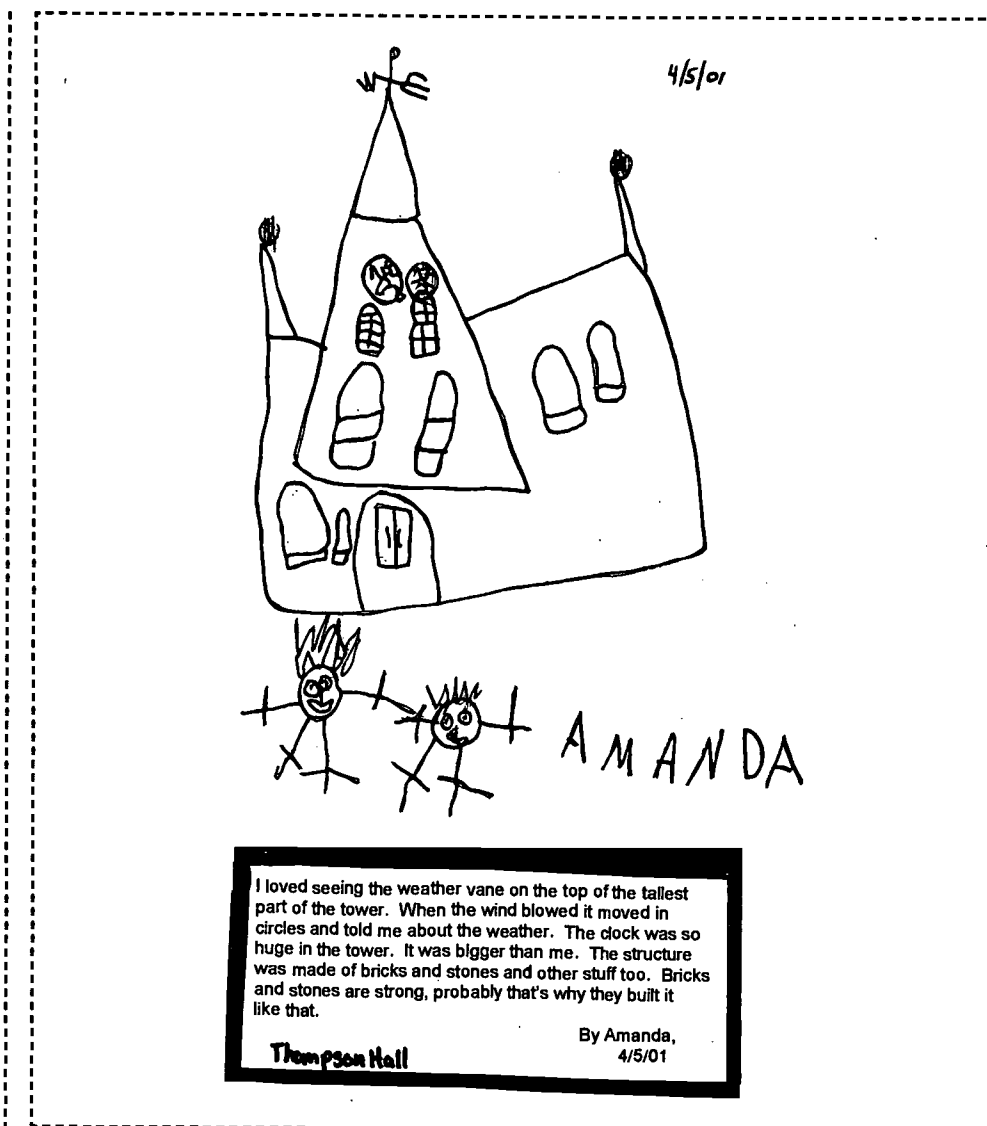 4/5/01
AMANDA
I loved seeing the weather vane on the top of the tallest
part of the tower. When the wind blowed it moved in
circles and told me about the weather. The clock was so
huge in the tower. It was bigger than me. The structure
was made of bricks and stones and other stuff too. Bricks
and stones are strong, probably that's why they built it
like that.
By Amanda,
4/5/01
Thompson Hall